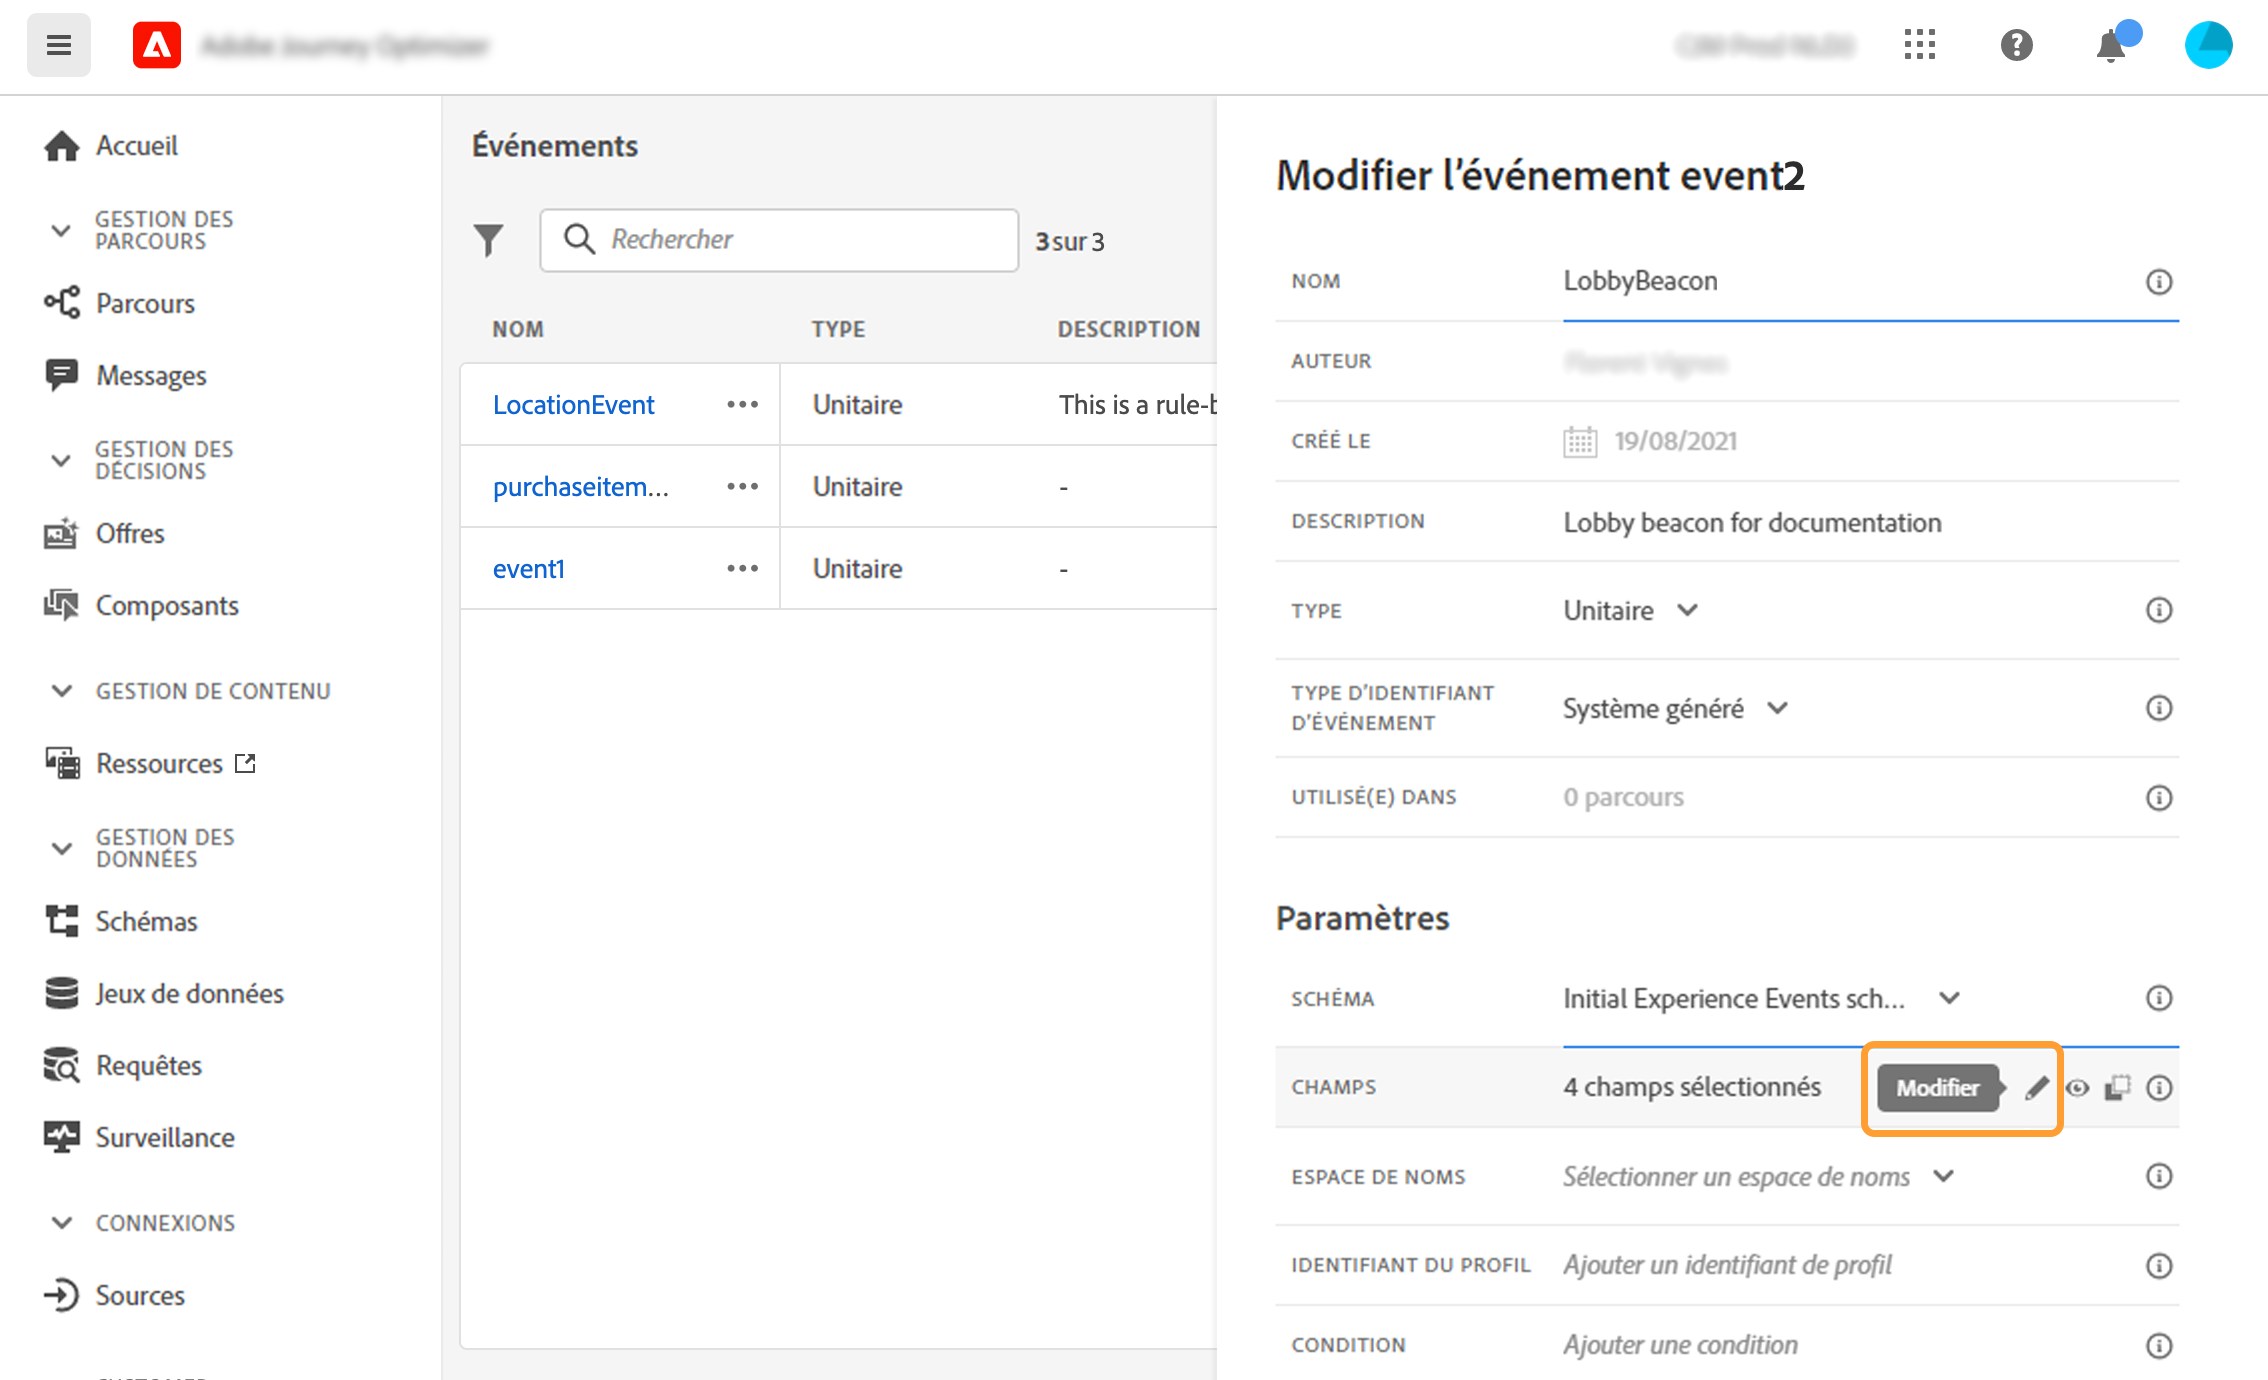 Accueil
GESTION DES
PARCOURS
Parcours
Messages
GESTION DES
DÉCISIONS
Offres
Composants
GESTION DE CONTENU
Ressources
GESTION DES
DONNÉES
Schémas
Jeux de données
Requêtes
Surveillance
CONNEXIONS
Sources
Événements
Rechercher
3 sur 3
NOM TYPE DESCRIPTION
LocationEvent ••• Unitaire This is a rule-b
purchaseitem... ••• Unitaire -
event1 ••• Unitaire -
Modifier l’événement event2
NOM LobbyBeacon
AUTEUR
CRÉÉ LE 19/08/2021
DESCRIPTION Lobby beacon for documentation
TYPE Unitaire
TYPE D’IDENTIFIANT
D’ÉVÉNEMENT
Système généré
UTILISÉ(E) DANS 0 parcours
Paramètres
SCHÉMA Initial Experience Events sch...
CHAMPS 4 champs sélectionnés Modifier
ESPACE DE NOMS Sélectionner un espace de noms
IDENTIFIANT DU PROFIL Ajouter un identifiant de profil
CONDITION Ajouter une condition